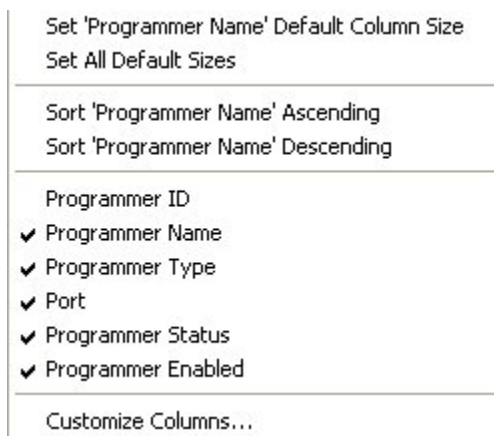 Set 'Programmer Name' Default Column Size
Set All Default Sizes
Sort 'Programmer Name' Ascending
Sort 'Programmer Name' Descending
Programmer ID
Programmer Name
Programmer Type
Port
Programmer Status
Programmer Enabled
Customize Columns...